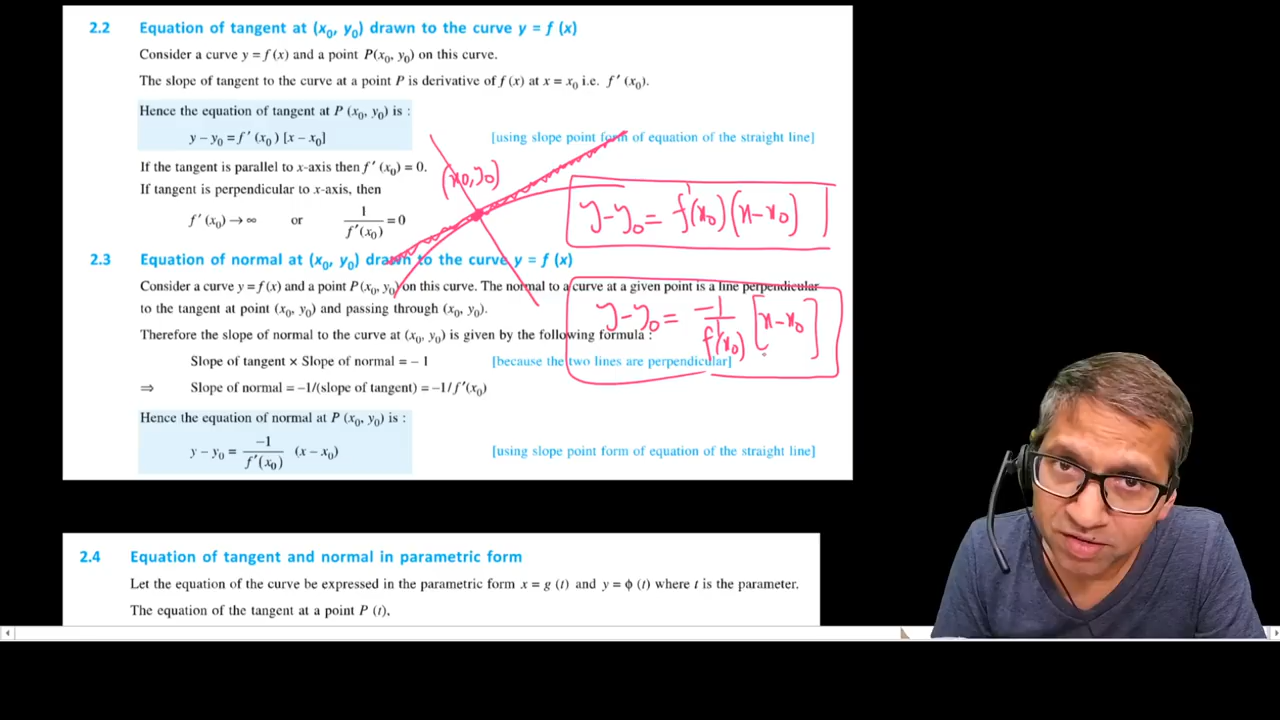 2.2 Equation of tangent at (x₀, y₀) drawn to the curve y = f (x)
Consider a curve y = f (x) and a point P(x₀, y₀) on this curve.
The slope of tangent to the curve at a point P is derivative of f (x) at x = x₀ i.e. f ′ (x₀).
Hence the equation of tangent at P (x₀, y₀) is :
y – y₀ = f ′ (x₀ ) [x – x₀] [using slope point form of equation of the straight line]
If the tangent is parallel to x-axis then f ′ (x₀) = 0.
(x0, y0)
If tangent is perpendicular to x-axis, then
y-y₀ = f'(x₀) (x-x₀)
f ′ (x₀) → ∞ or 1/f ′(x₀) = 0
2.3 Equation of normal at (x₀, y₀) drawn to the curve y = f (x)
Consider a curve y = f (x) and a point P(x₀, y₀) on this curve. The normal to a curve at a given point is a line perpendicular
to the tangent at point (x₀, y₀) and passing through (x₀, y₀).
y-y₀ = -1/f'(x₀) [x-x₀]
Therefore the slope of normal to the curve at (x₀, y₀) is given by the following formula :
Slope of tangent × Slope of normal = – 1 [because the two lines are perpendicular]
⇒ Slope of normal = –1/(slope of tangent) = –1/ f ′(x₀)
Hence the equation of normal at P (x₀, y₀) is :
y – y₀ = –1/f ′(x₀) (x – x₀) [using slope point form of equation of the straight line]
2.4 Equation of tangent and normal in parametric form
Let the equation of the curve be expressed in the parametric form x = g (t) and y = ϕ (t) where t is the parameter.
The equation of the tangent at a point P (t).